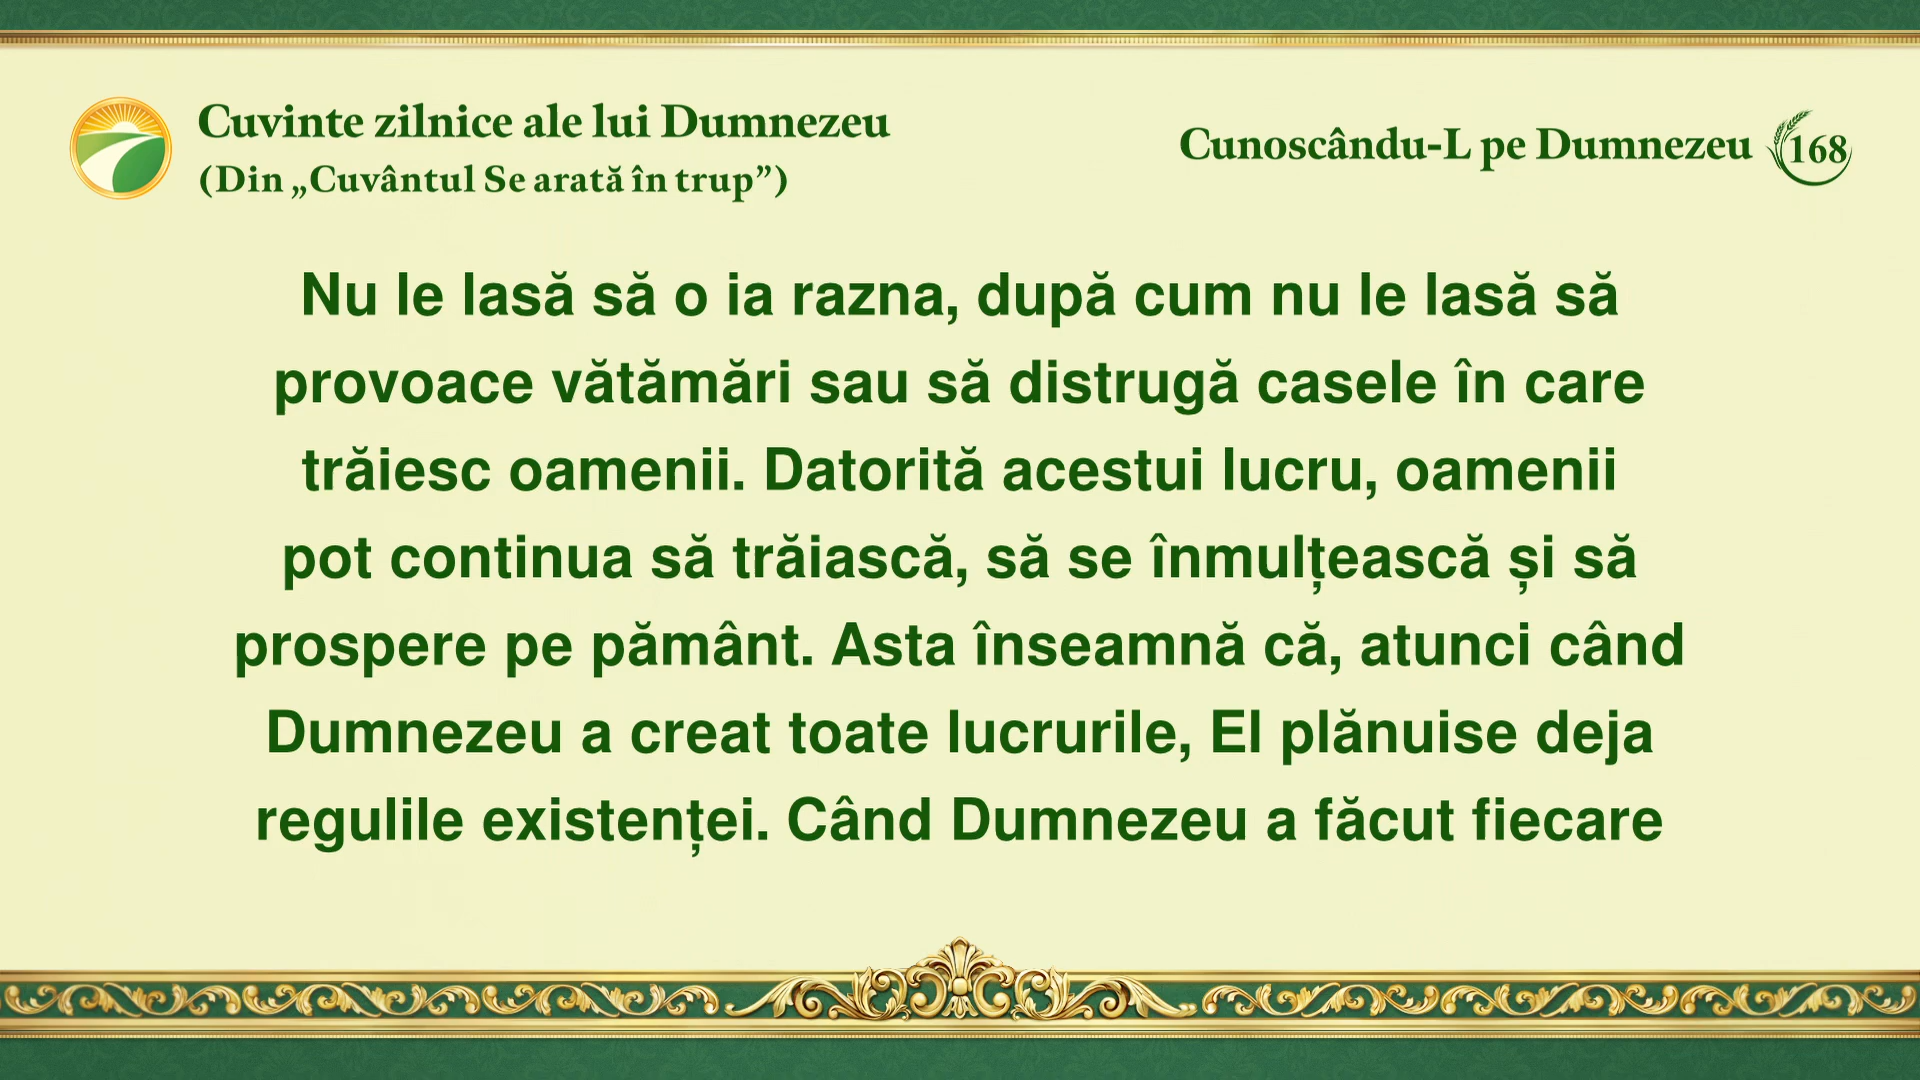 Cuvinte zilnice ale lui Dumnezeu
(Din „Cuvântul Se arată în trup”)
Cunoscându-L pe Dumnezeu 168
Nu le lasă să o ia razna, după cum nu le lasă să
provoace vătămări sau să distrugă casele în care
trăiesc oamenii. Datorită acestui lucru, oamenii
pot continua să trăiască, să se înmulțească și să
prospere pe pământ. Asta înseamnă că, atunci când
Dumnezeu a creat toate lucrurile, El plănuise deja
regulile existenței. Când Dumnezeu a făcut fiecare